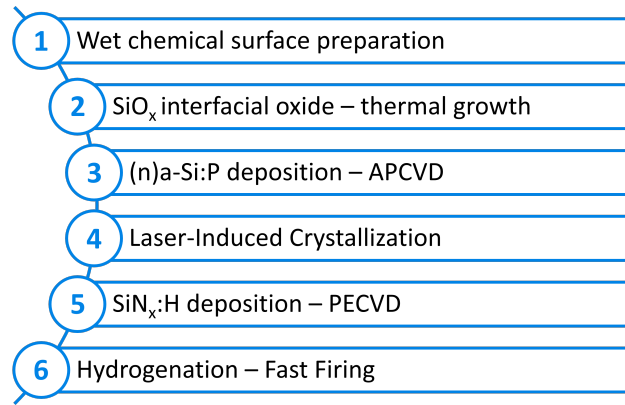 1 Wet chemical surface preparation
2 SiOₓ interfacial oxide – thermal growth
3 (n)a-Si:P deposition – APCVD
4 Laser-Induced Crystallization
5 SiNₓ:H deposition – PECVD
6 Hydrogenation – Fast Firing